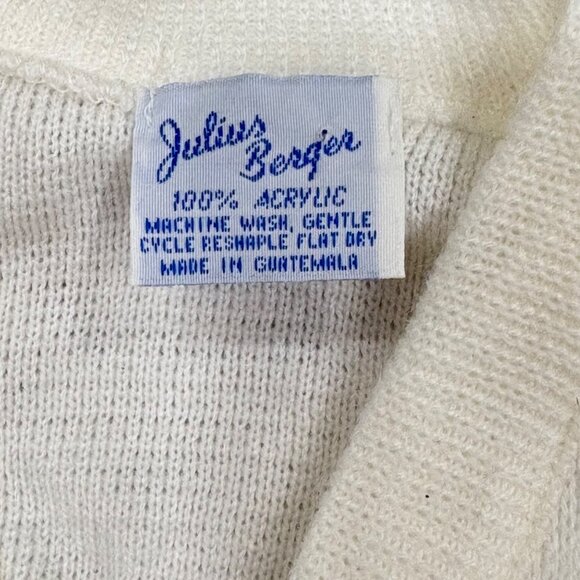 Julius
Berger
100% ACRYLIC
MACHINE WASH, GENTLE
CYCLE RESHAPLE FLAT DRY
MADE IN GUATEMALA